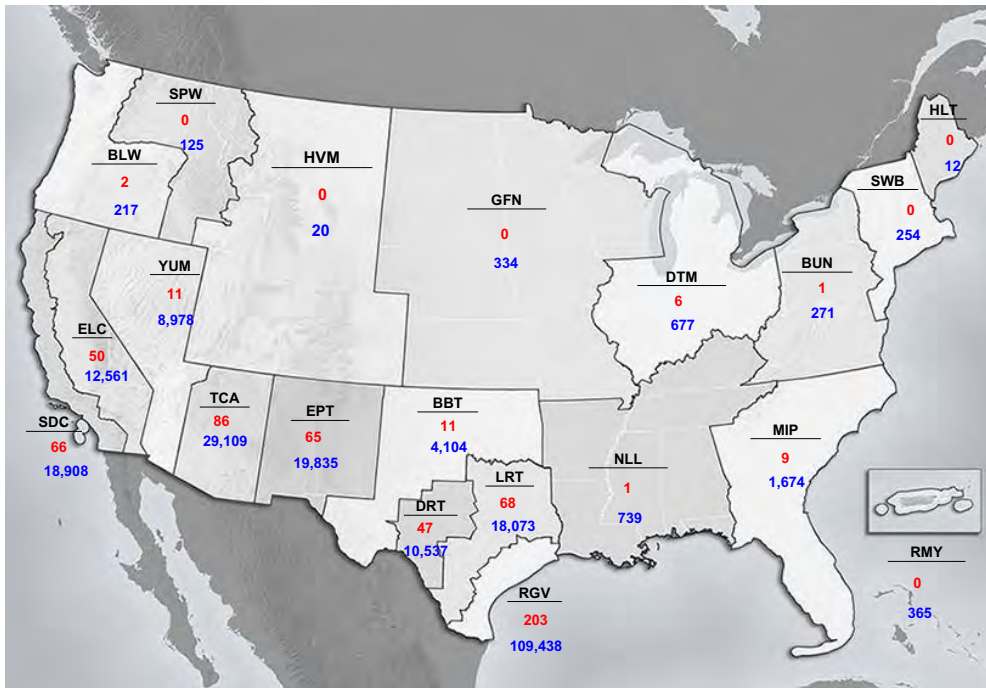 SPW
0
125
BLW
2
217
HVM
0
20
GFN
0
334
HLT
0
12
SWB
0
254
YUM
11
8,978
DTM
6
677
BUN
1
271
ELC
50
12,561
SDC
66
18,908
TCA
86
29,109
EPT
65
19,835
BBT
11
4,104
LRT
68
18,073
DRT
47
10,537
NLL
1
739
MIP
9
1,674
RMY
0
365
RGV
203
109,438